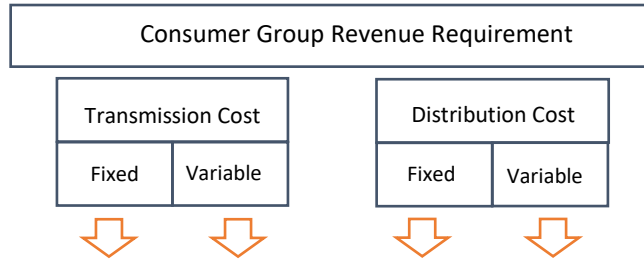 Consumer Group Revenue Requirement
Transmission Cost
Distribution Cost
Fixed
Variable
Fixed
Variable